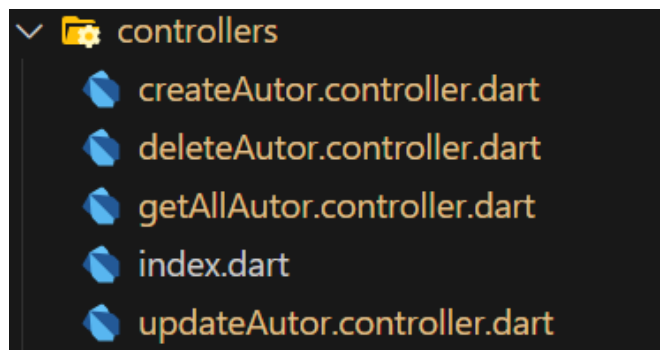 controllers
createAutor.controller.dart
deleteAutor.controller.dart
getAllAutor.controller.dart
index.dart
updateAutor.controller.dart